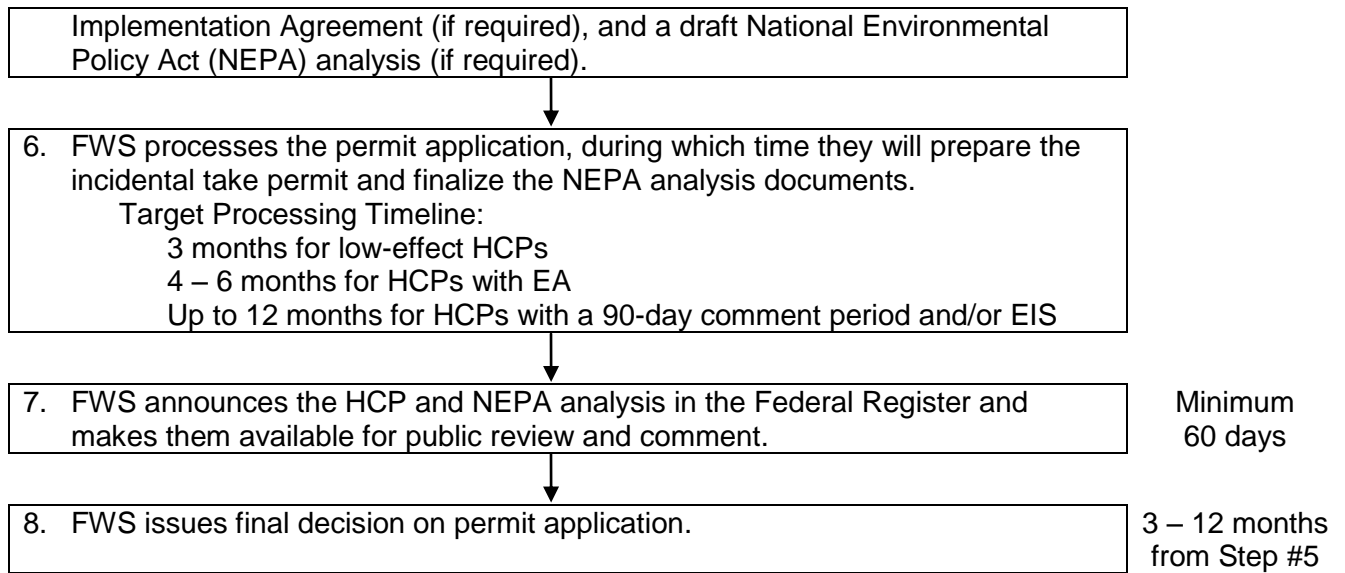 Implementation Agreement (if required), and a draft National Environmental
Policy Act (NEPA) analysis (if required).
6. FWS processes the permit application, during which time they will prepare the
incidental take permit and finalize the NEPA analysis documents.
Target Processing Timeline:
3 months for low-effect HCPs
4 – 6 months for HCPs with EA
Up to 12 months for HCPs with a 90-day comment period and/or EIS
7. FWS announces the HCP and NEPA analysis in the Federal Register and
makes them available for public review and comment.
Minimum
60 days
8. FWS issues final decision on permit application.
3 – 12 months
from Step #5